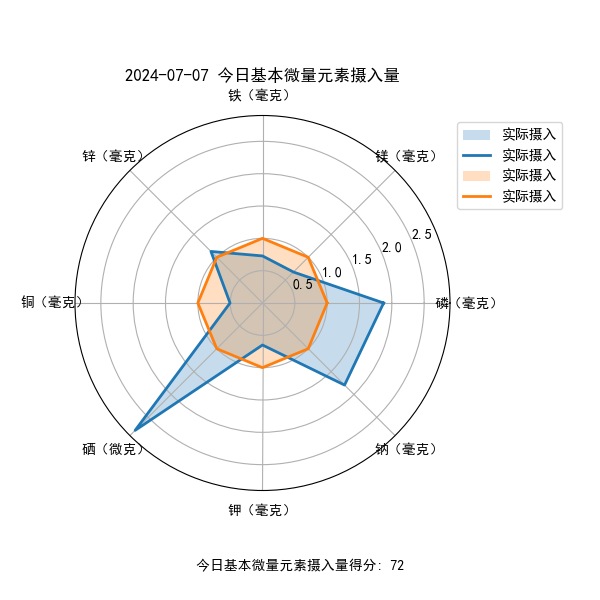 2024-07-07 今日基本微量元素摄入量
铁（毫克）
实际摄入
实际摄入
实际摄入
实际摄入
锌（毫克）
镁（毫克）
2.5
2.0
1.5
1.0
0.5
铜（毫克）
磷（毫克）
硒（微克）
钠（毫克）
钾（毫克）
今日基本微量元素摄入量得分: 72